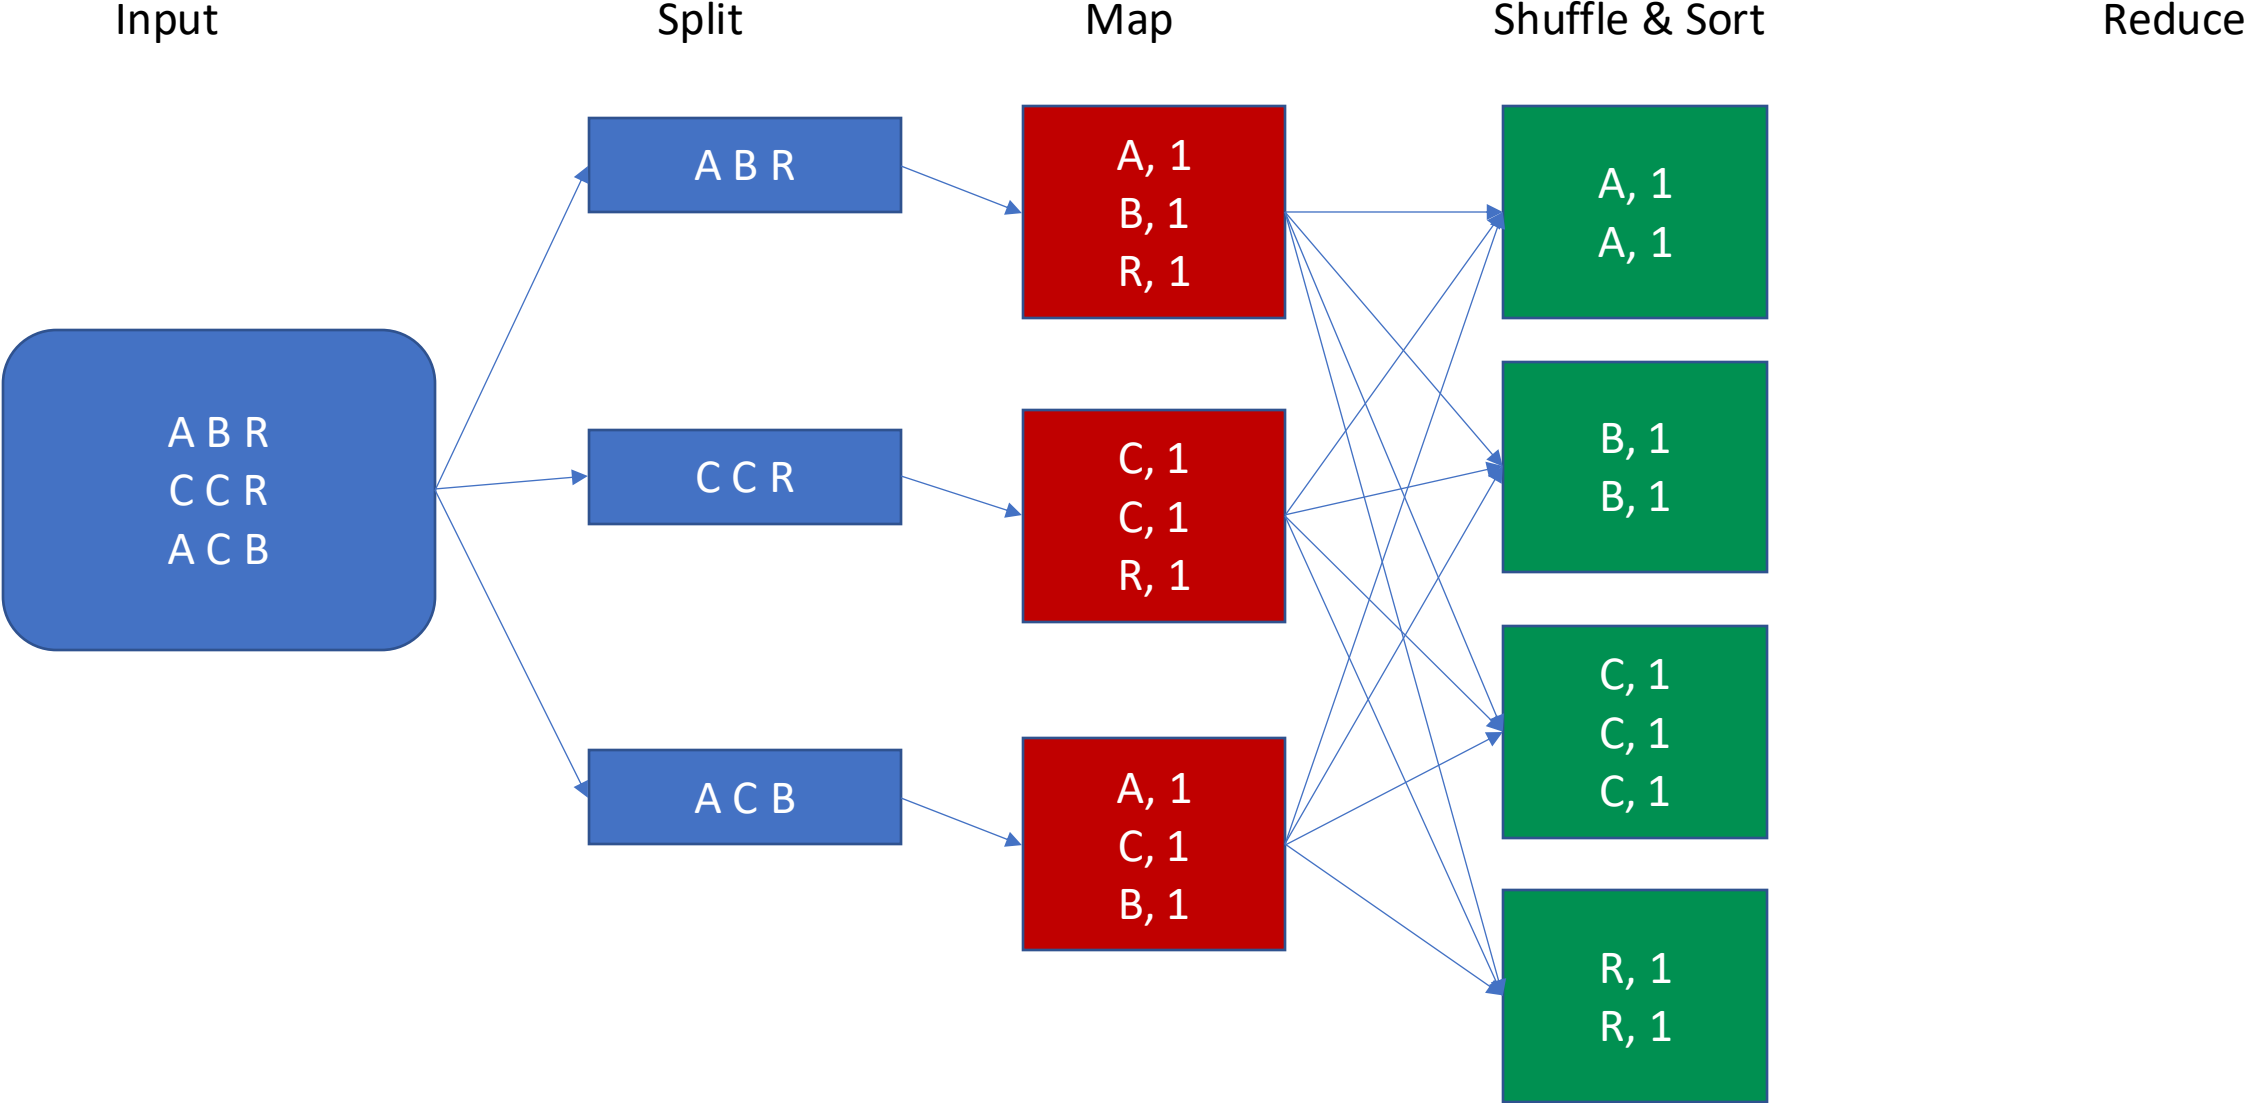 Input
Split
Map
Shuffle & Sort
Reduce
A B R
C C R
A C B
A B R
C C R
A C B
A, 1
B, 1
R, 1
C, 1
C, 1
R, 1
A, 1
C, 1
B, 1
A, 1
A, 1
B, 1
B, 1
C, 1
C, 1
C, 1
R, 1
R, 1